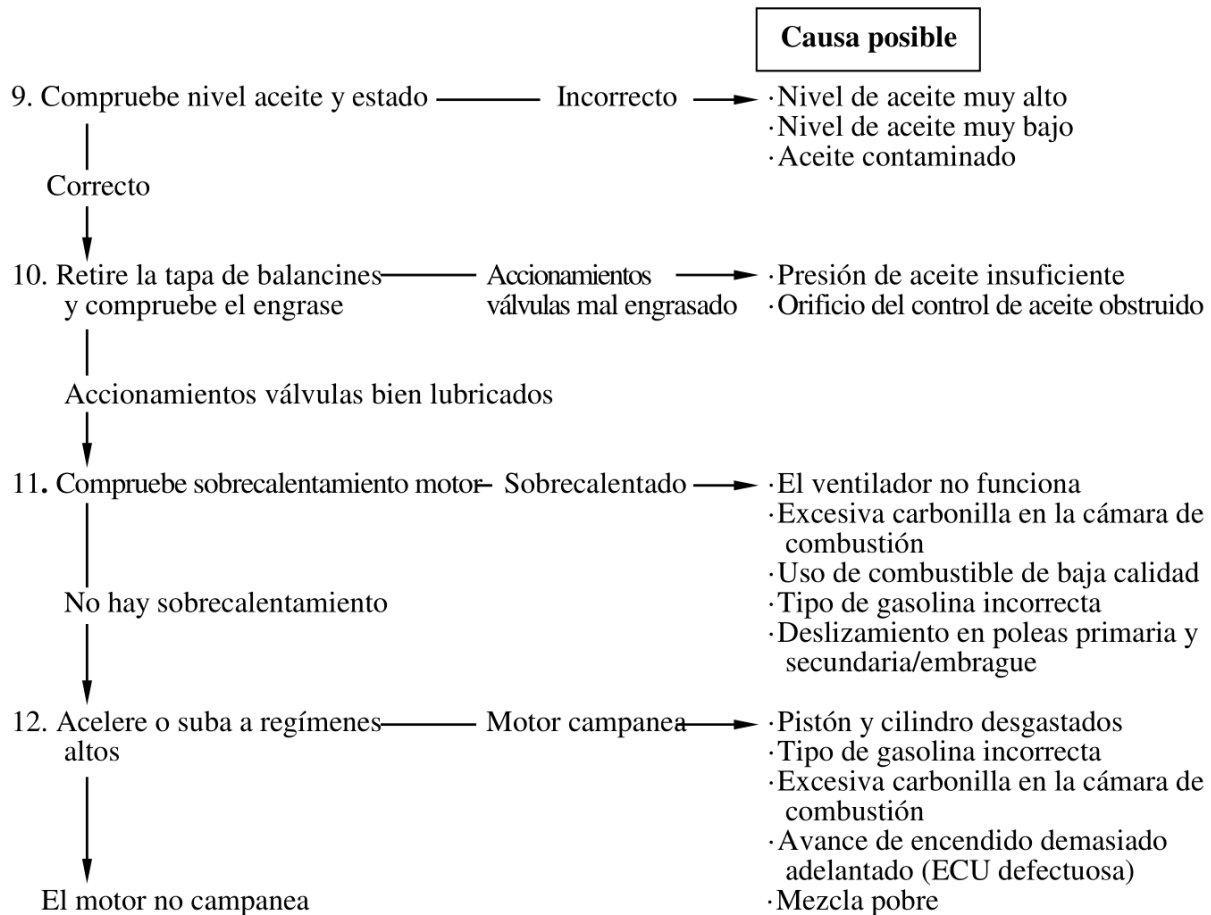 Causa posible
9. Compruebe nivel aceite y estado Incorrecto ·Nivel de aceite muy alto
·Nivel de aceite muy bajo
·Aceite contaminado
Correcto
10. Retire la tapa de balancines Accionamientos ·Presión de aceite insuficiente
y compruebe el engrase válvulas mal engrasado ·Orificio del control de aceite obstruido
Accionamientos válvulas bien lubricados
11. Compruebe sobrecalentamiento motor Sobrecalentado ·El ventilador no funciona
·Excesiva carbonilla en la cámara de
combustión
·Uso de combustible de baja calidad
No hay sobrecalentamiento ·Tipo de gasolina incorrecta
·Deslizamiento en poleas primaria y
secundaria/embrague
12. Acelere o suba a regímenes Motor campanea ·Pistón y cilindro desgastados
altos ·Tipo de gasolina incorrecta
·Excesiva carbonilla en la cámara de
combustión
·Avance de encendido demasiado
adelantado (ECU defectuosa)
El motor no campanea ·Mezcla pobre